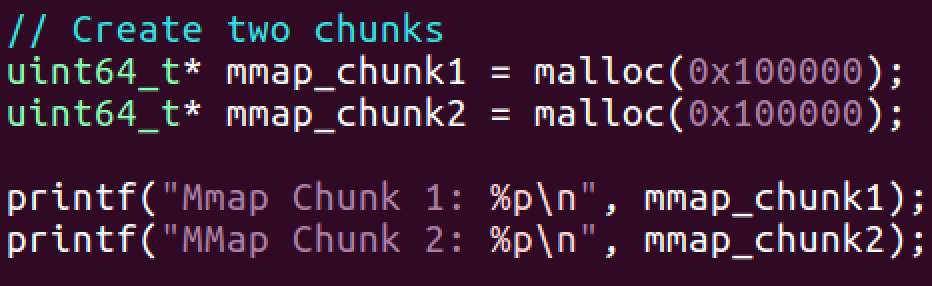 // Create two chunks
uint64_t* mmap_chunk1 = malloc(0x100000);
uint64_t* mmap_chunk2 = malloc(0x100000);
printf("Mmap Chunk 1: %p\n", mmap_chunk1);
printf("MMap Chunk 2: %p\n", mmap_chunk2);